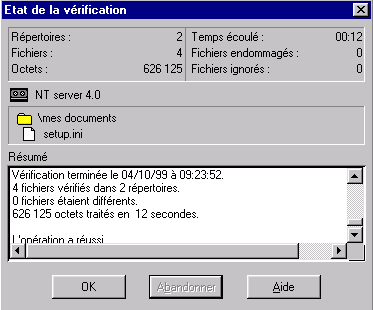 Etat de la vérification
Répertoires : 2 Temps écoulé : 00:12
Fichiers : 4 Fichiers endommagés : 0
Octets : 626 125 Fichiers ignorés : 0
NT server 4.0
\mes documents
setup.ini
Résumé
Vérification terminée le 04/10/99 à 09:23:52.
4 fichiers vérifiés dans 2 répertoires.
0 fichiers étaient différents.
626 125 octets traités en 12 secondes.
L'opération a réussi
OK Abandonner Aide